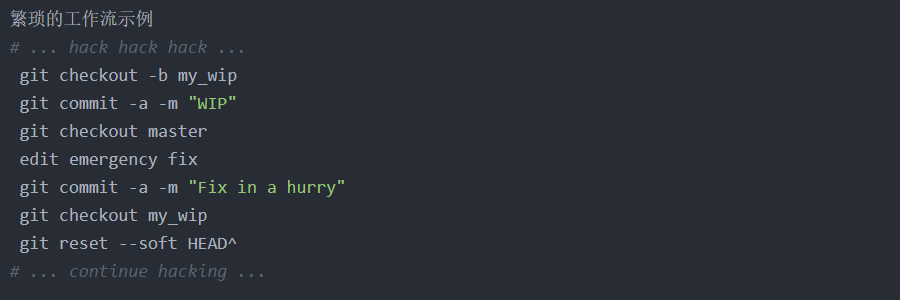 繁琐的工作流示例
# ... hack hack hack ...
git checkout -b my_wip
git commit -a -m "WIP"
git checkout master
edit emergency fix
git commit -a -m "Fix in a hurry"
git checkout my_wip
git reset --soft HEAD^
# ... continue hacking ...